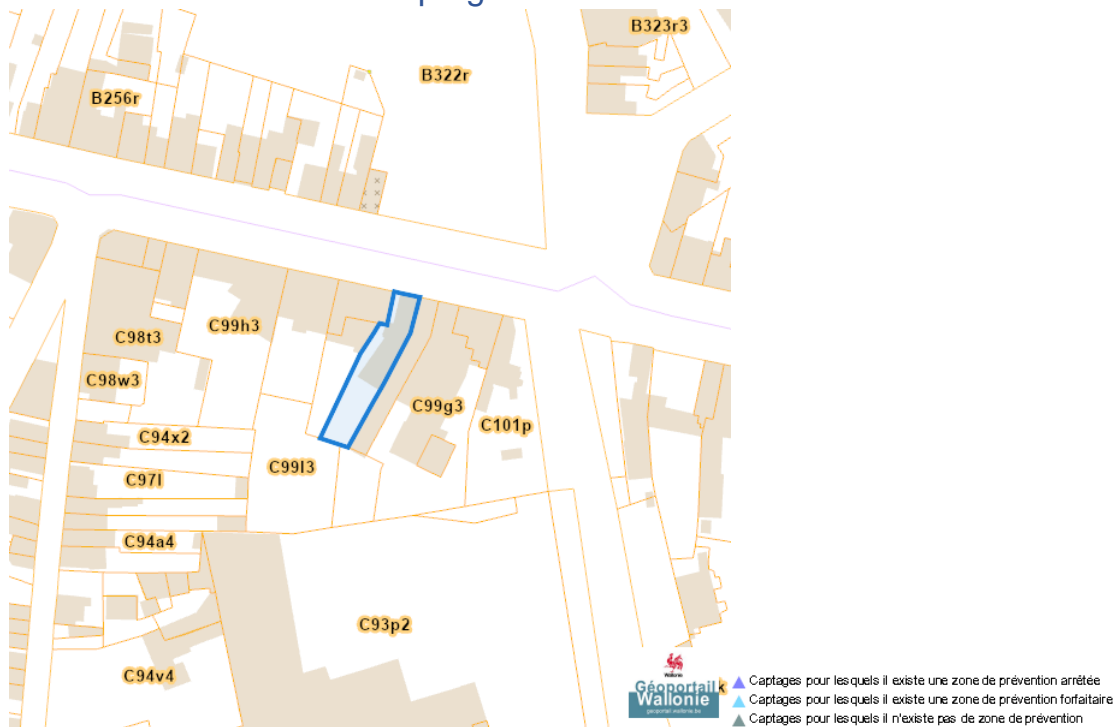 B323r3
B322r
B256r
C99h3
C98t3
C98w3
C99g3
C101p
C94x2
C99l3
C97l
C94a4
C93p2
C94v4
Wallonie
Géoportail
Wallonie
geoportail.wallonie.be
k
Captages pour lesquels il existe une zone de prévention arrêtée
Captages pour lesquels il existe une zone de prévention forfaitaire
Captages pour lesquels il n'existe pas de zone de prévention